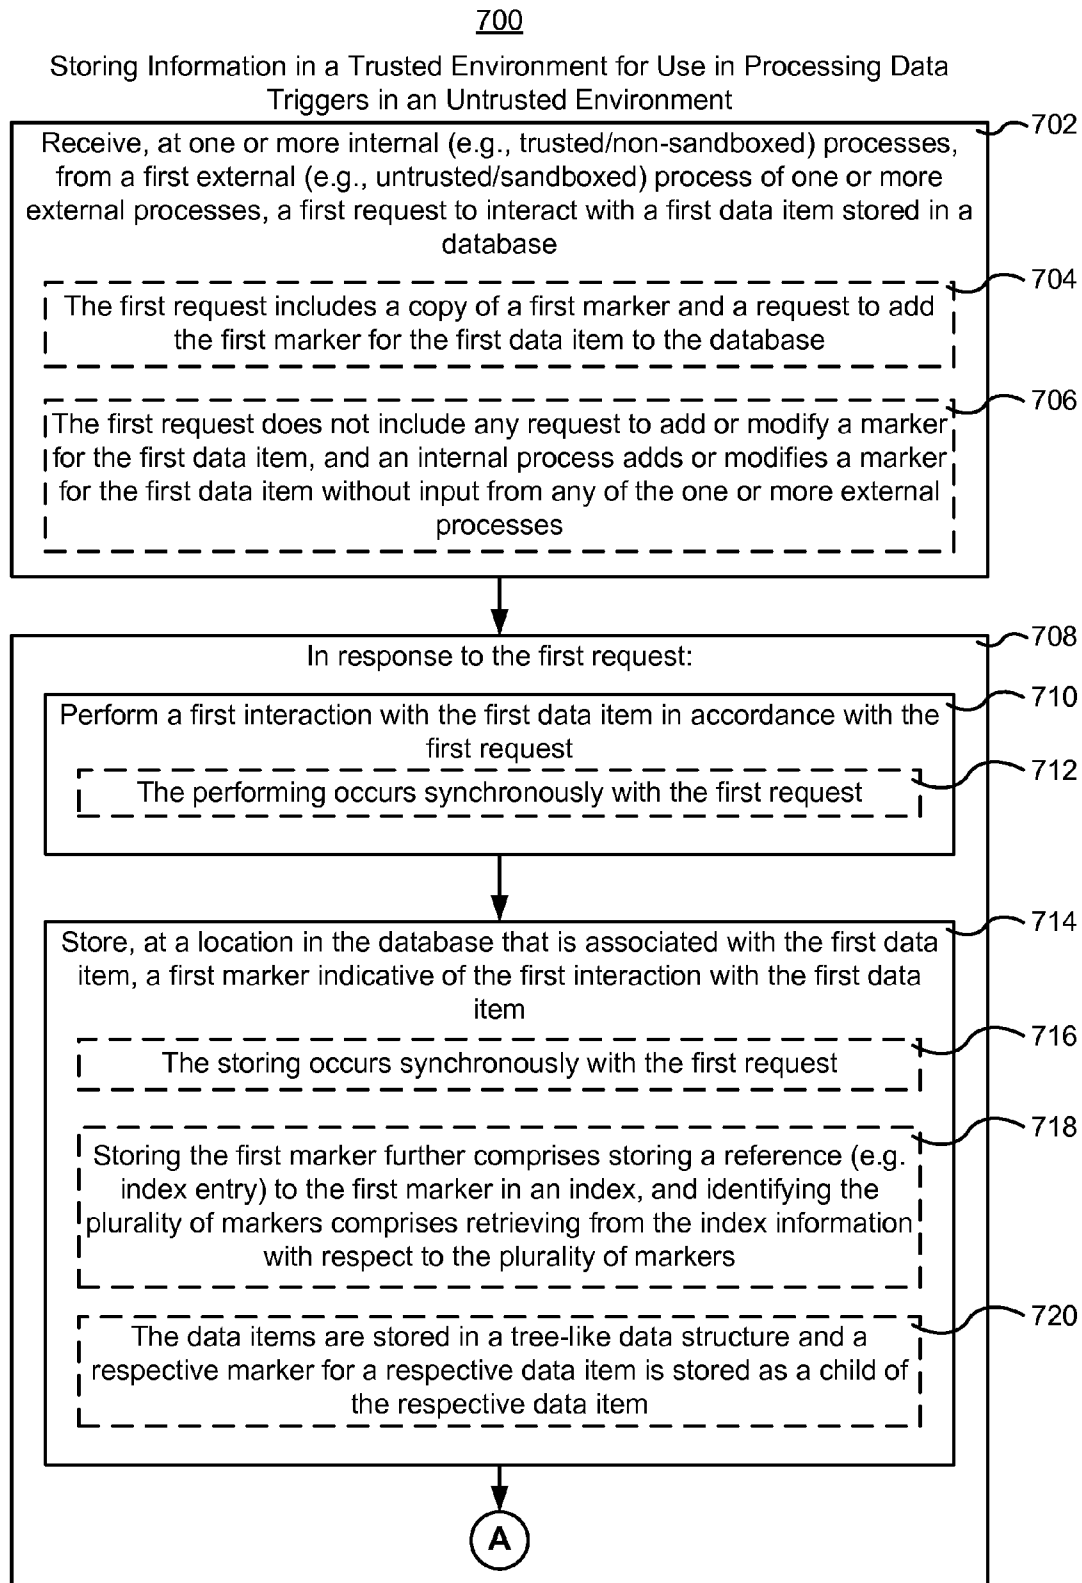 700
Storing Information in a Trusted Environment for Use in Processing Data
Triggers in an Untrusted Environment
702
Receive, at one or more internal (e.g., trusted/non-sandboxed) processes,
from a first external (e.g., untrusted/sandboxed) process of one or more
external processes, a first request to interact with a first data item stored in a
database
704
The first request includes a copy of a first marker and a request to add
the first marker for the first data item to the database
706
The first request does not include any request to add or modify a marker
for the first data item, and an internal process adds or modifies a marker
for the first data item without input from any of the one or more external
processes
708
In response to the first request:
710
Perform a first interaction with the first data item in accordance with the
first request
712
The performing occurs synchronously with the first request
714
Store, at a location in the database that is associated with the first data
item, a first marker indicative of the first interaction with the first data
item
716
The storing occurs synchronously with the first request
718
Storing the first marker further comprises storing a reference (e.g.
index entry) to the first marker in an index, and identifying the
plurality of markers comprises retrieving from the index information
with respect to the plurality of markers
720
The data items are stored in a tree-like data structure and a
respective marker for a respective data item is stored as a child of
the respective data item
A